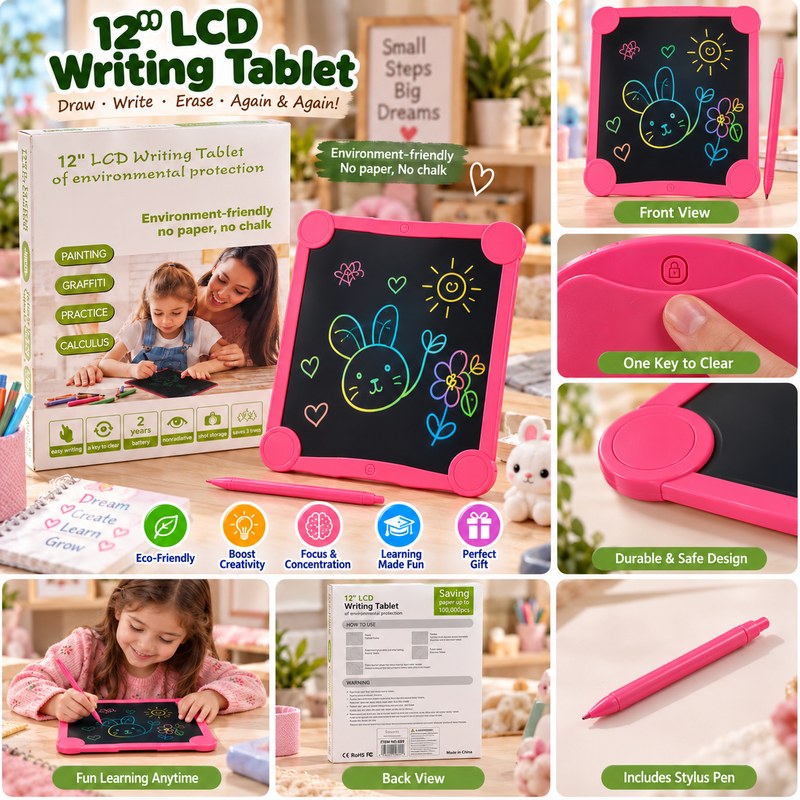 12" LCD
Writing Tablet
Draw · Write · Erase · Again & Again!
Small
Steps
Big
Dreams
Environment-friendly
No paper, No chalk
12" LCD Writing Tablet
of environmental protection
Environment-friendly
no paper, no chalk
PAINTING
GRAFFITI
PRACTICE
CALCULUS
easy writing
a key to clear
2
years
battery
nonradiative
shot storage
saves 3 trees
Dream
Create
Learn
Grow
Eco-Friendly
Boost
Creativity
Focus &
Concentration
Learning
Made Fun
Perfect
Gift
Front View
One Key to Clear
Durable & Safe Design
Fun Learning Anytime
12" LCD
Writing Tablet
of environmental protection
Saving
paper up to
100,000pcs
HOW TO USE
WARNING
CE RoHS FC
Made in China
Back View
Includes Stylus Pen